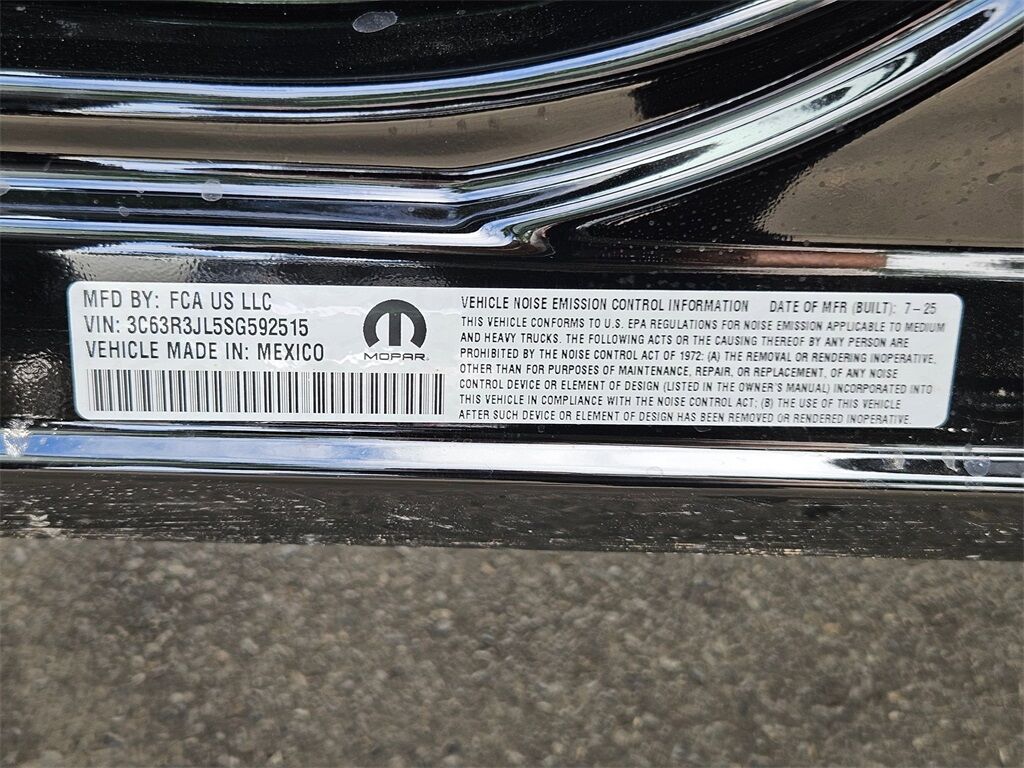 MFD BY: FCA US LLC
VIN: 3C63R3JL5SG592515
VEHICLE MADE IN: MEXICO
MOPAR
VEHICLE NOISE EMISSION CONTROL INFORMATION DATE OF MFR (BUILT): 7-25
THIS VEHICLE CONFORMS TO U.S. EPA REGULATIONS FOR NOISE EMISSION APPLICABLE TO MEDIUM
AND HEAVY TRUCKS. THE FOLLOWING ACTS OR THE CAUSING THEREOF BY ANY PERSON ARE
PROHIBITED BY THE NOISE CONTROL ACT OF 1972: (A) THE REMOVAL OR RENDERING INOPERATIVE,
OTHER THAN FOR PURPOSES OF MAINTENANCE, REPAIR, OR REPLACEMENT, OF ANY NOISE
CONTROL DEVICE OR ELEMENT OF DESIGN (LISTED IN THE OWNER'S MANUAL) INCORPORATED INTO
THIS VEHICLE IN COMPLIANCE WITH THE NOISE CONTROL ACT; (B) THE USE OF THIS VEHICLE
AFTER SUCH DEVICE OR ELEMENT OF DESIGN HAS BEEN REMOVED OR RENDERED INOPERATIVE.